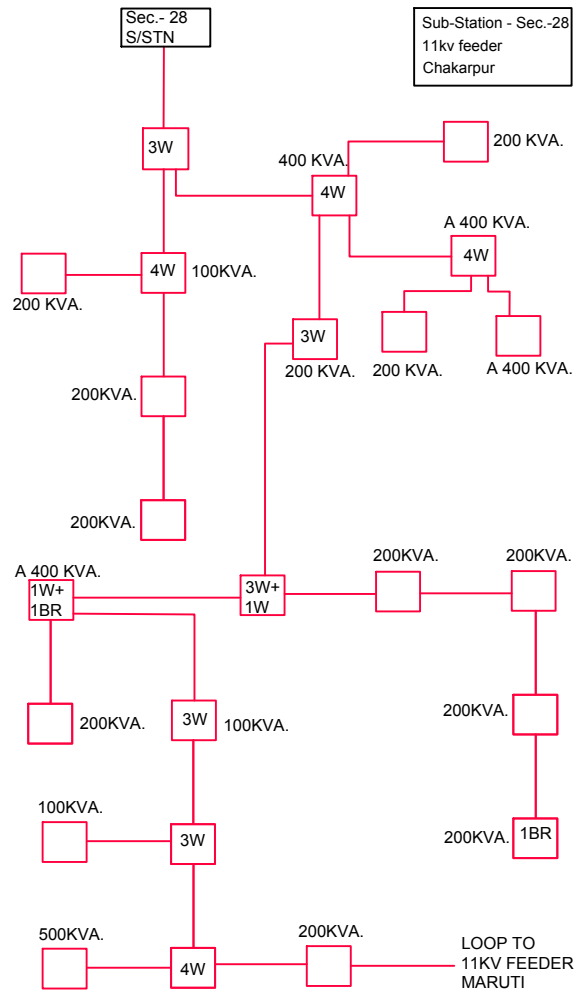 Sec.- 28
S/STN
Sub-Station - Sec.-28
11kv feeder
Chakarpur
3W
400 KVA.
200 KVA.
4W
A 400 KVA.
4W
4W
100KVA.
200 KVA.
3W
200 KVA.
200 KVA.
A 400 KVA.
200KVA.
200KVA.
A 400 KVA.
1W+
1BR
3W+
1W
200KVA.
200KVA.
200KVA.
3W
100KVA.
200KVA.
100KVA.
3W
200KVA.
1BR
500KVA.
4W
200KVA.
LOOP TO
11KV FEEDER
MARUTI